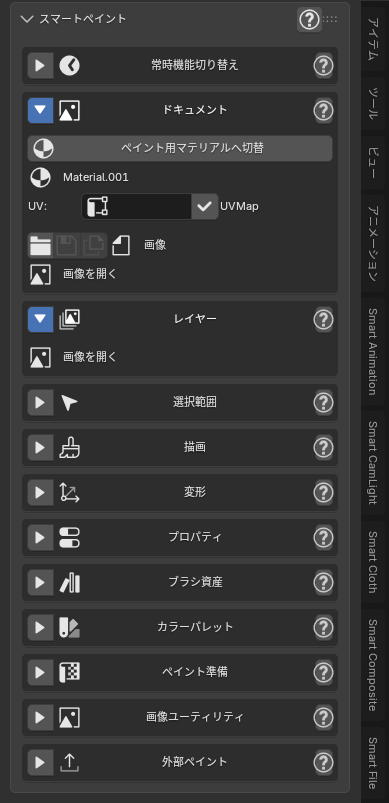 スマートペイント
常時機能切り替え
ドキュメント
ペイント用マテリアルへ切替
Material.001
UV:
UVMap
画像
画像を開く
レイヤー
画像を開く
選択範囲
描画
変形
プロパティ
ブラシ資産
カラーパレット
ペイント準備
画像ユーティリティ
外部ペイント
アイテム
ツール
ビュー
アニメーション
Smart Animation
Smart CamLight
Smart Cloth
Smart Composite
Smart File